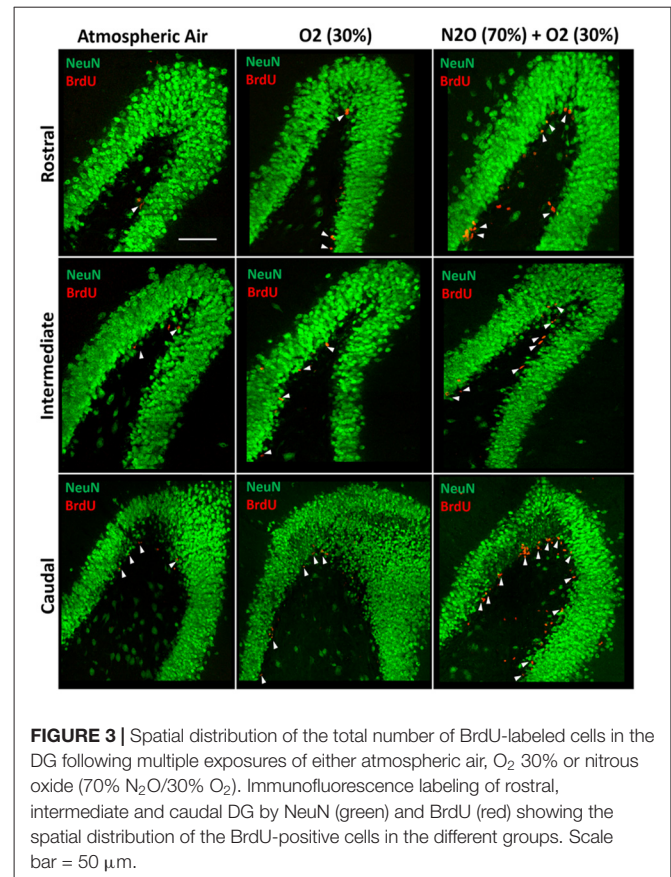 Atmospheric Air
O2 (30%)
N2O (70%) + O2 (30%)
Rostral
NeuN
BrdU
NeuN
BrdU
NeuN
BrdU
Intermediate
NeuN
BrdU
NeuN
BrdU
NeuN
BrdU
Caudal
NeuN
BrdU
NeuN
BrdU
NeuN
BrdU
FIGURE 3 | Spatial distribution of the total number of BrdU-labeled cells in the
DG following multiple exposures of either atmospheric air, O₂ 30% or nitrous
oxide (70% N₂O/30% O₂). Immunofluorescence labeling of rostral,
intermediate and caudal DG by NeuN (green) and BrdU (red) showing the
spatial distribution of the BrdU-positive cells in the different groups. Scale
bar = 50 μm.